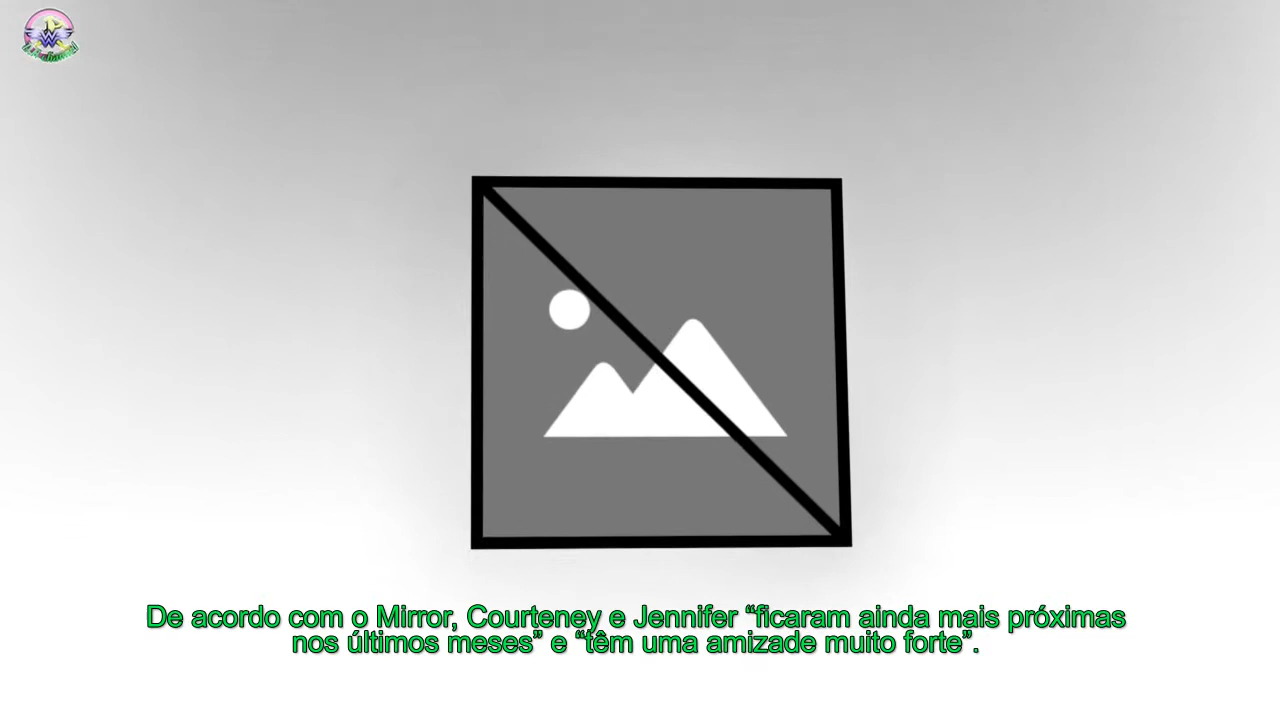 De acordo com o Mirror, Courteney e Jennifer “ficaram ainda mais próximas
nos últimos meses” e “têm uma amizade muito forte”.